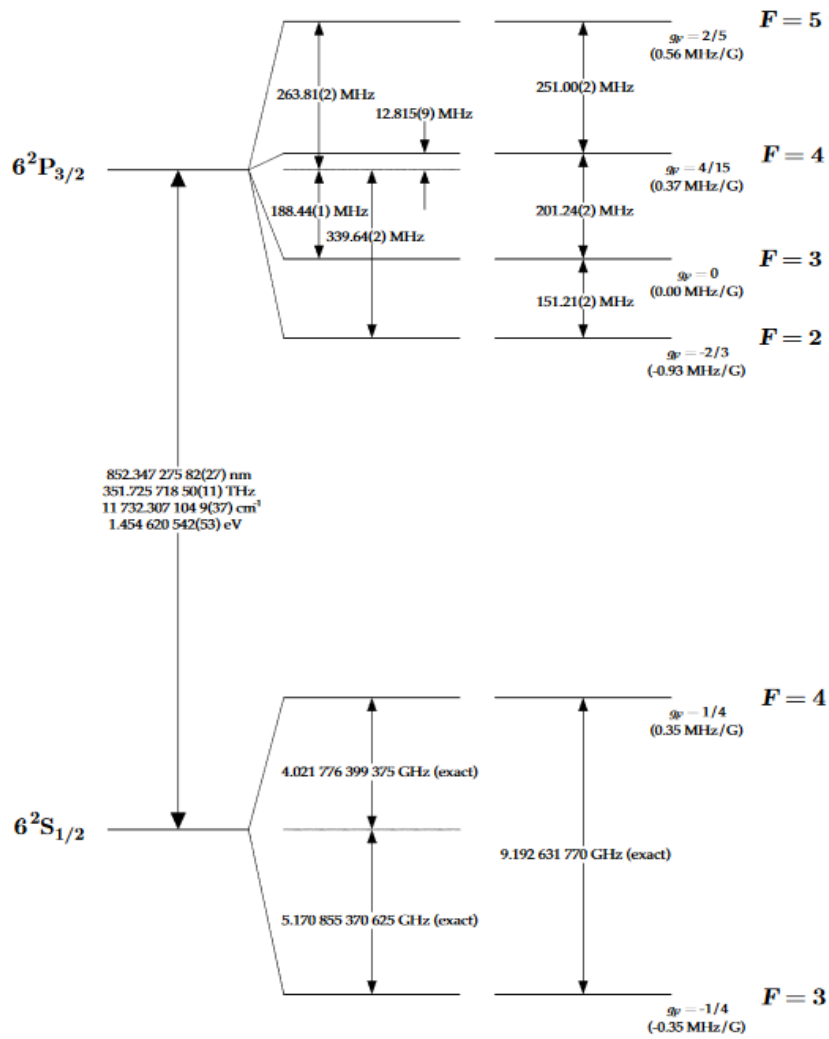 F = 5
g_F = 2/5
(0.56 MHz/G)
263.81(2) MHz
251.00(2) MHz
12.815(9) MHz
6²P₃/₂
F = 4
g_F = 4/15
(0.37 MHz/G)
188.44(1) MHz
201.24(2) MHz
339.64(2) MHz
F = 3
g_F = 0
(0.00 MHz/G)
151.21(2) MHz
F = 2
g_F = -2/3
(-0.93 MHz/G)
852.347 275 82(27) nm
351.725 718 50(11) THz
11 732.307 104 9(37) cm⁻¹
1.454 620 542(53) eV
F = 4
g_F = 1/4
(0.35 MHz/G)
4.021 776 399 375 GHz (exact)
6²S₁/₂
9.192 631 770 GHz (exact)
5.170 855 370 625 GHz (exact)
F = 3
g_F = -1/4
(-0.35 MHz/G)